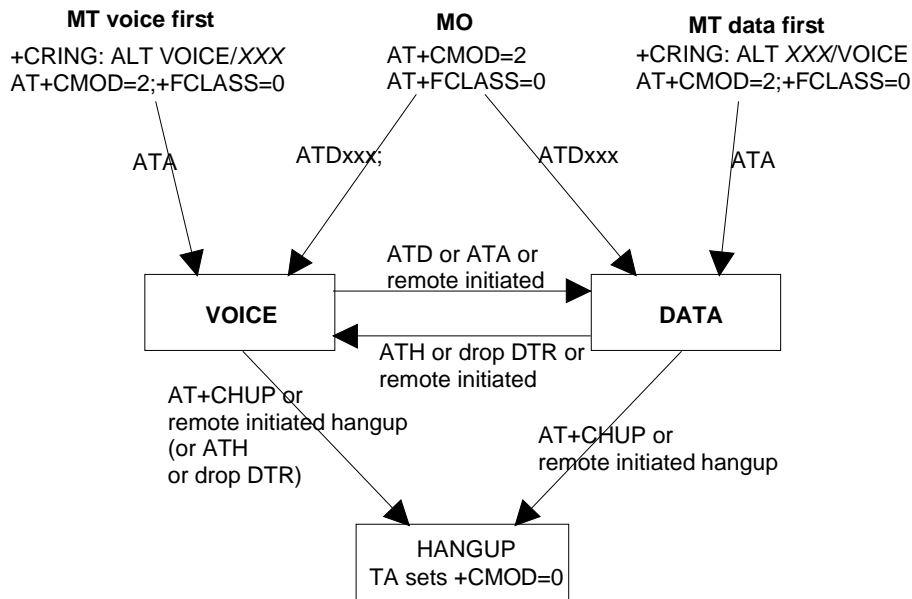 MT voice first
+CRING: ALT VOICE/XXX
AT+CMOD=2;+FCLASS=0
MO
AT+CMOD=2
AT+FCLASS=0
MT data first
+CRING: ALT XXX/VOICE
AT+CMOD=2;+FCLASS=0
ATA
ATDxxx;
ATDxxx
ATA
ATD or ATA or
remote initiated
VOICE
DATA
ATH or drop DTR or
remote initiated
AT+CHUP or
remote initiated hangup
(or ATH
or drop DTR)
AT+CHUP or
remote initiated hangup
HANGUP
TA sets +CMOD=0